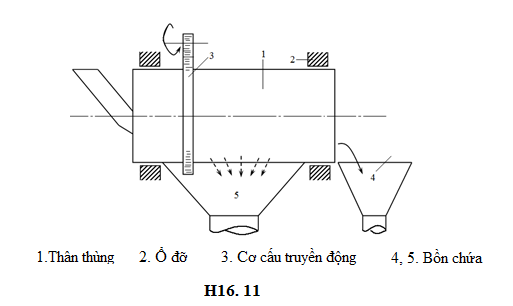 1
2
3
4
5
1.Thân thùng 2. Ổ đỡ 3. Cơ cấu truyền động 4, 5. Bồn chứa
H16. 11